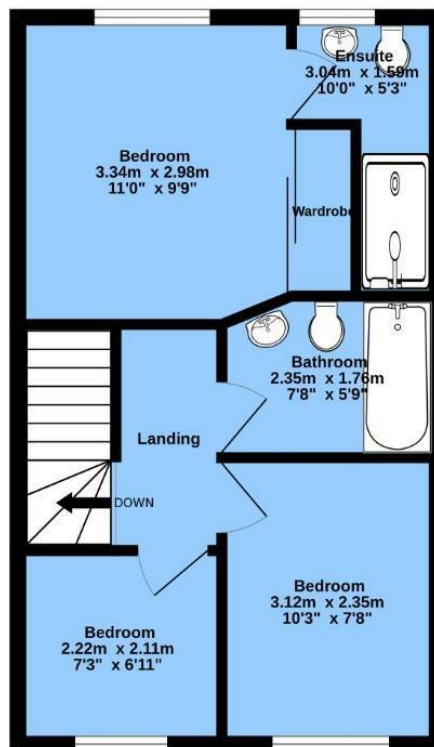 Ensuite
3.04m x 1.59m
10'0" x 5'3"
Bedroom
3.34m x 2.98m
11'0" x 9'9"
Wardrobe
Bathroom
2.35m x 1.76m
7'8" x 5'9"
Landing
DOWN
Bedroom
3.12m x 2.35m
10'3" x 7'8"
Bedroom
2.22m x 2.11m
7'3" x 6'11"